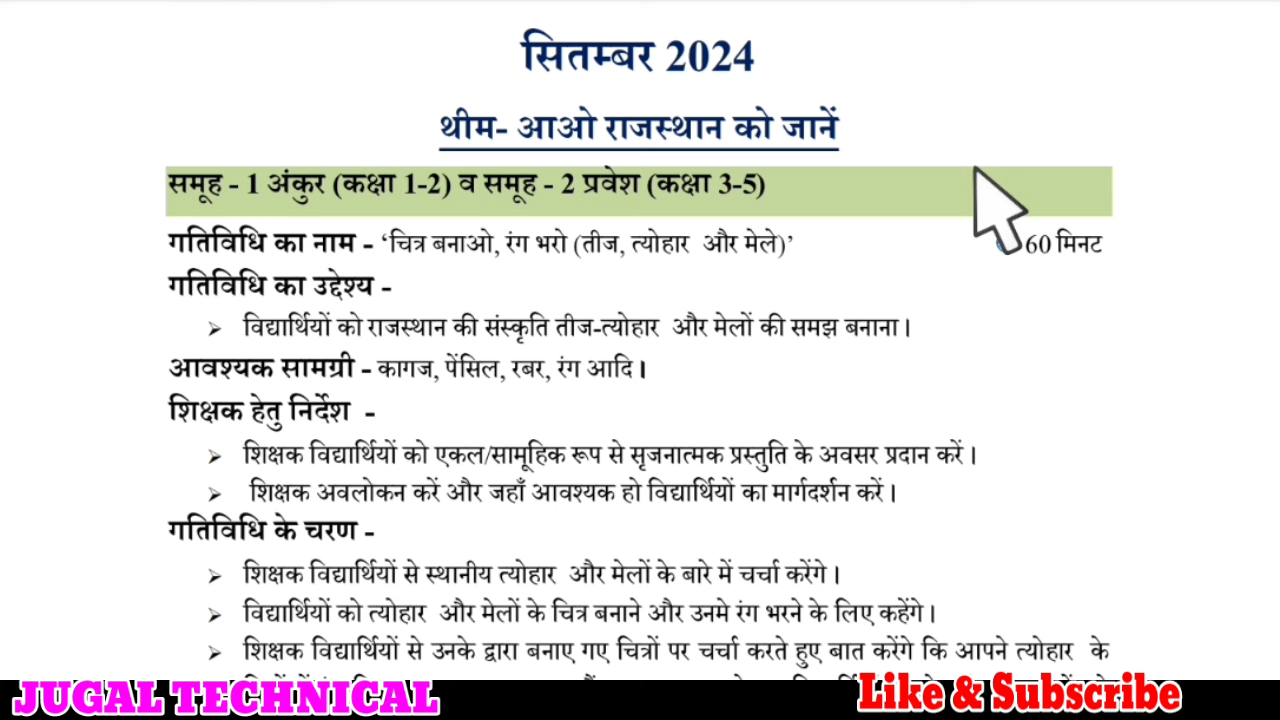 सितम्बर 2024
थीम- आओ राजस्थान को जानें
समूह - 1 अंकुर (कक्षा 1-2) व समूह - 2 प्रवेश (कक्षा 3-5)
गतिविधि का नाम - ‘चित्र बनाओ, रंग भरो (तीज, त्योहार और मेले)’ 60 मिनट
गतिविधि का उद्देश्य -
➢ विद्यार्थियों को राजस्थान की संस्कृति तीज-त्योहार और मेलों की समझ बनाना।
आवश्यक सामग्री - कागज, पेंसिल, रबर, रंग आदि।
शिक्षक हेतु निर्देश -
➢ शिक्षक विद्यार्थियों को एकल/सामूहिक रूप से सृजनात्मक प्रस्तुति के अवसर प्रदान करें।
➢ शिक्षक अवलोकन करें और जहाँ आवश्यक हो विद्यार्थियों का मार्गदर्शन करें।
गतिविधि के चरण -
➢ शिक्षक विद्यार्थियों से स्थानीय त्योहार और मेलों के बारे में चर्चा करेंगे।
➢ विद्यार्थियों को त्योहार और मेलों के चित्र बनाने और उनमे रंग भरने के लिए कहेंगे।
➢ शिक्षक विद्यार्थियों से उनके द्वारा बनाए गए चित्रों पर चर्चा करते हुए बात करेंगे कि आपने त्योहार के
JUGAL TECHNICAL
Like & Subscribe